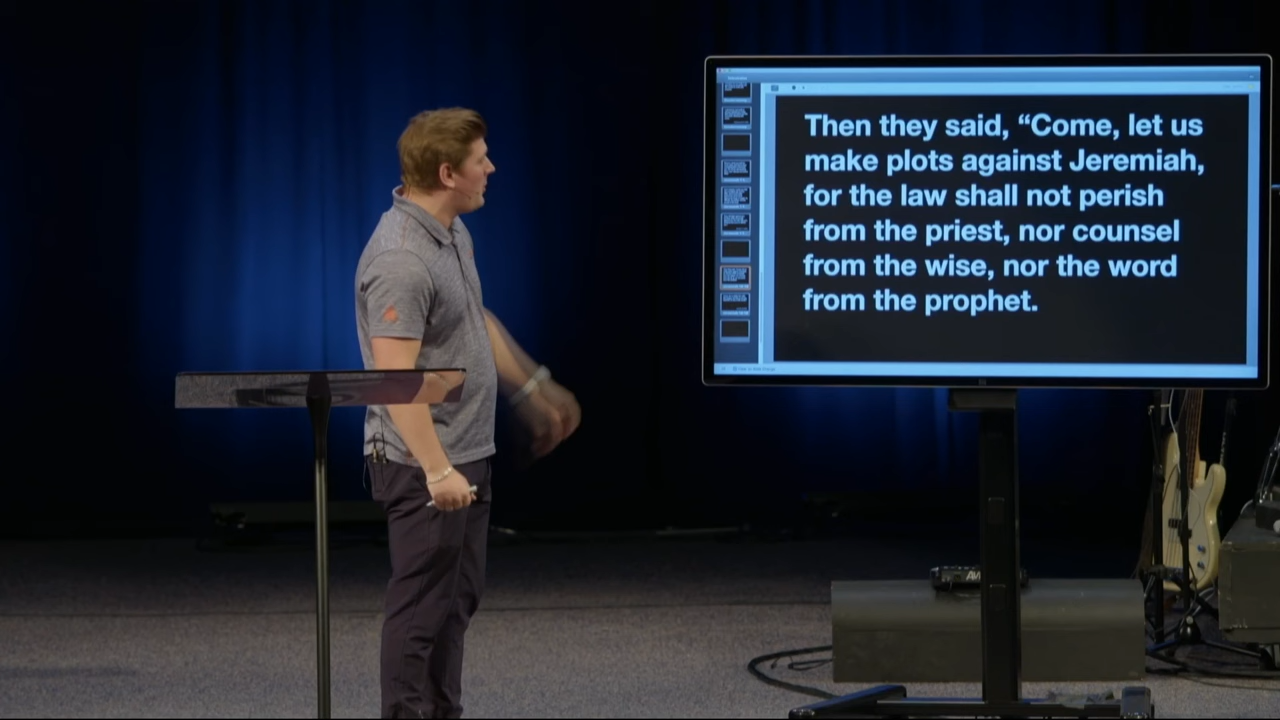 Then they said, “Come, let us
make plots against Jeremiah,
for the law shall not perish
from the priest, nor counsel
from the wise, nor the word
from the prophet.